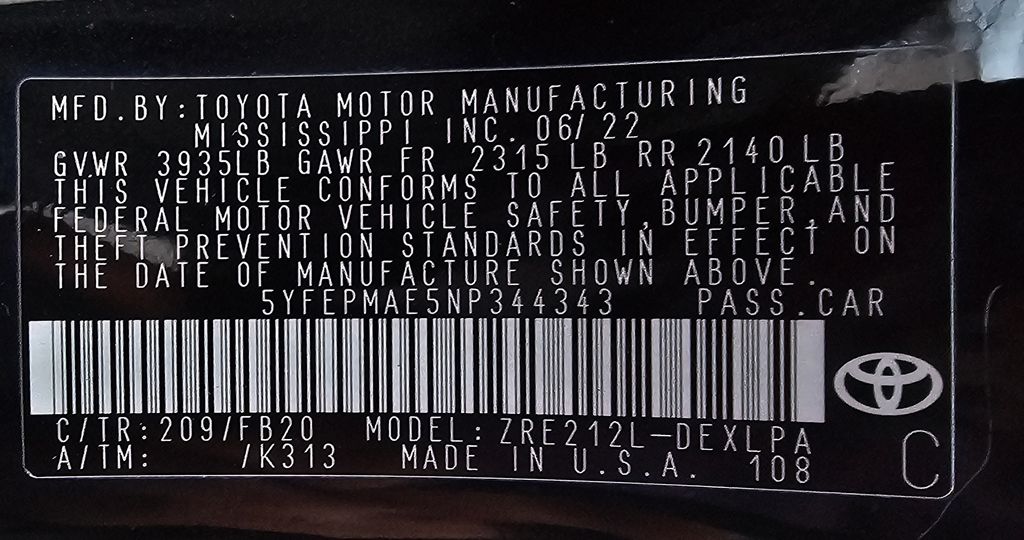 MFD.BY:TOYOTA MOTOR MANUFACTURING
MISSISSIPPI INC. 06/22
GVWR 3935LB GAWR FR 2315 LB RR 2140 LB
THIS VEHICLE CONFORMS TO ALL APPLICABLE
FEDERAL MOTOR VEHICLE SAFETY,BUMPER,AND
THEFT PREVENTION STANDARDS IN EFFECT ON
THE DATE OF MANUFACTURE SHOWN ABOVE.
5YFEPMAE5NP344343 PASS.CAR
C/TR:209/FB20 MODEL:ZRE212L-DEXLPA
A/TM: /K313 MADE IN U.S.A. 108
C